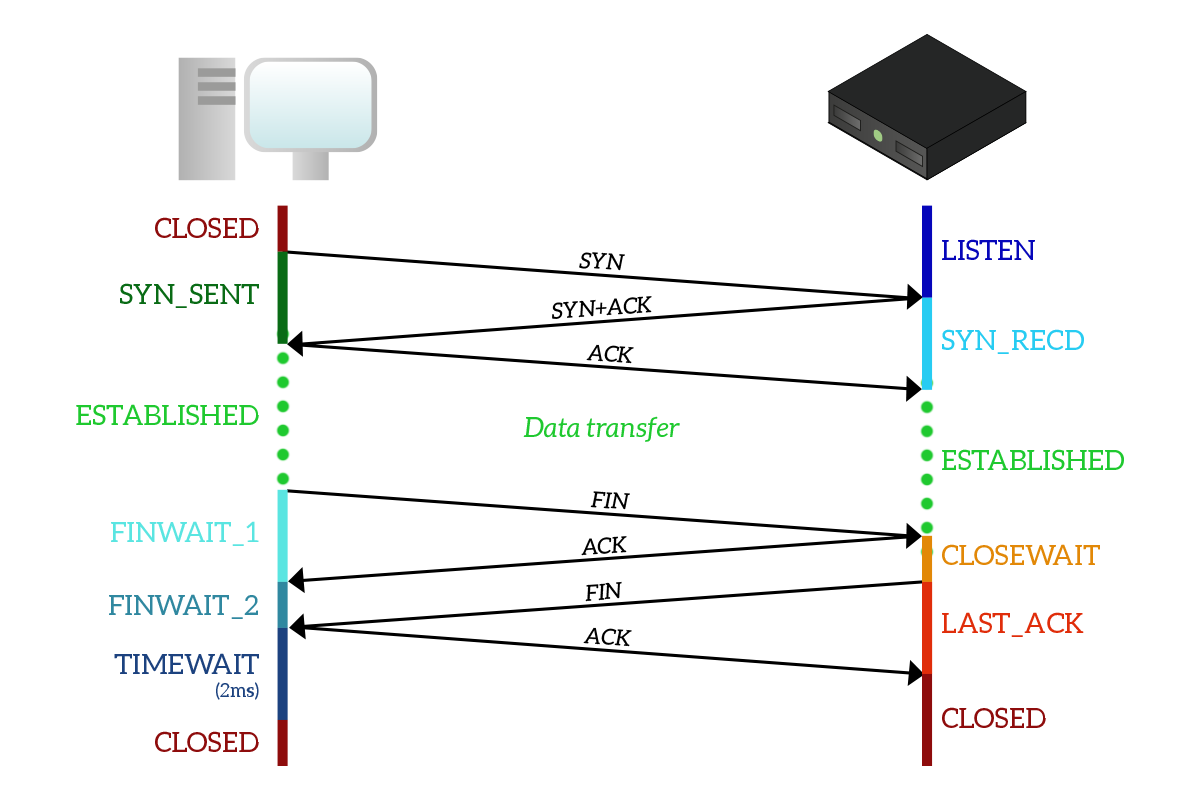 CLOSED
LISTEN
SYN
SYN_SENT
SYN+ACK
SYN_RECD
ACK
ESTABLISHED
Data transfer
ESTABLISHED
FIN
FINWAIT_1
ACK
CLOSEWAIT
FIN
FINWAIT_2
LAST_ACK
ACK
TIMEWAIT
(2ms)
CLOSED
CLOSED